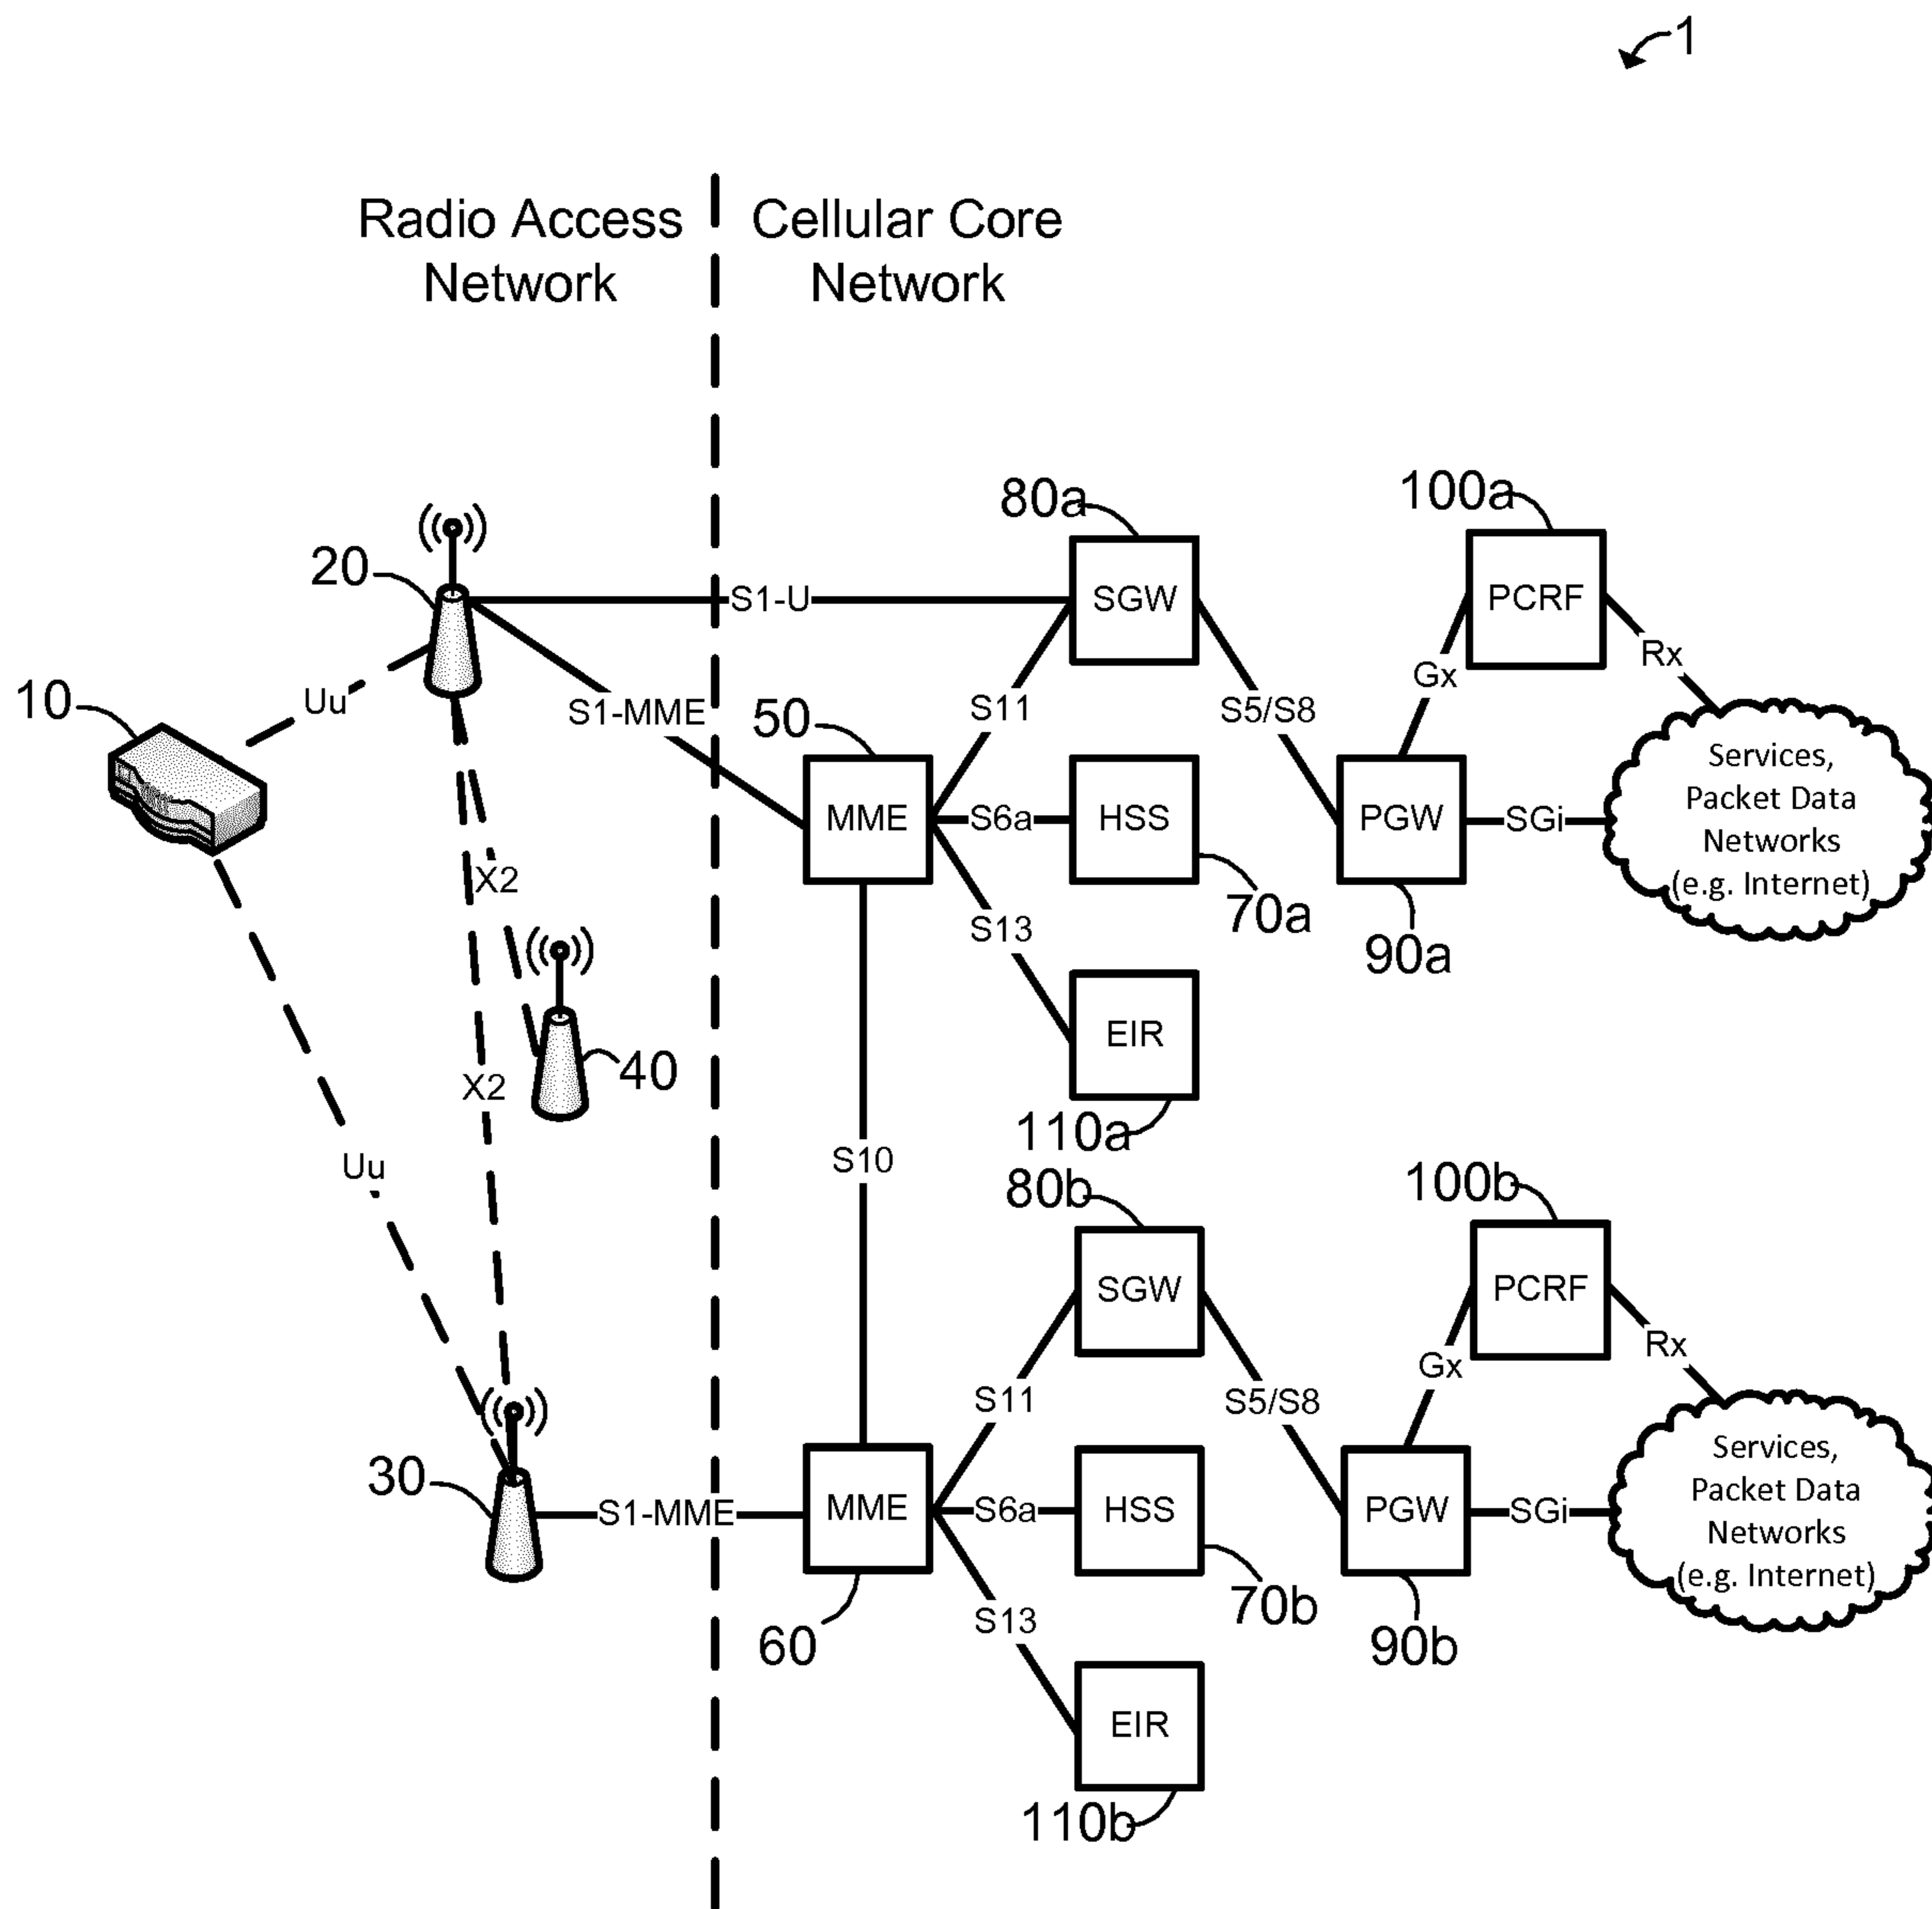 1
Radio Access
Network
Cellular Core
Network
80a
100a
20
S1-U
SGW
PCRF
Rx
Gx
10
Uu
S1-MME
50
S11
S5/S8
MME
S6a
HSS
PGW
SGi
Services,
Packet Data
Networks
(e.g. Internet)
X2
S13
70a
90a
EIR
40
X2
110a
S10
Uu
80b
100b
SGW
PCRF
Rx
Gx
S11
S5/S8
30
S1-MME
MME
S6a
HSS
PGW
SGi
Services,
Packet Data
Networks
(e.g. Internet)
60
S13
70b
90b
EIR
110b